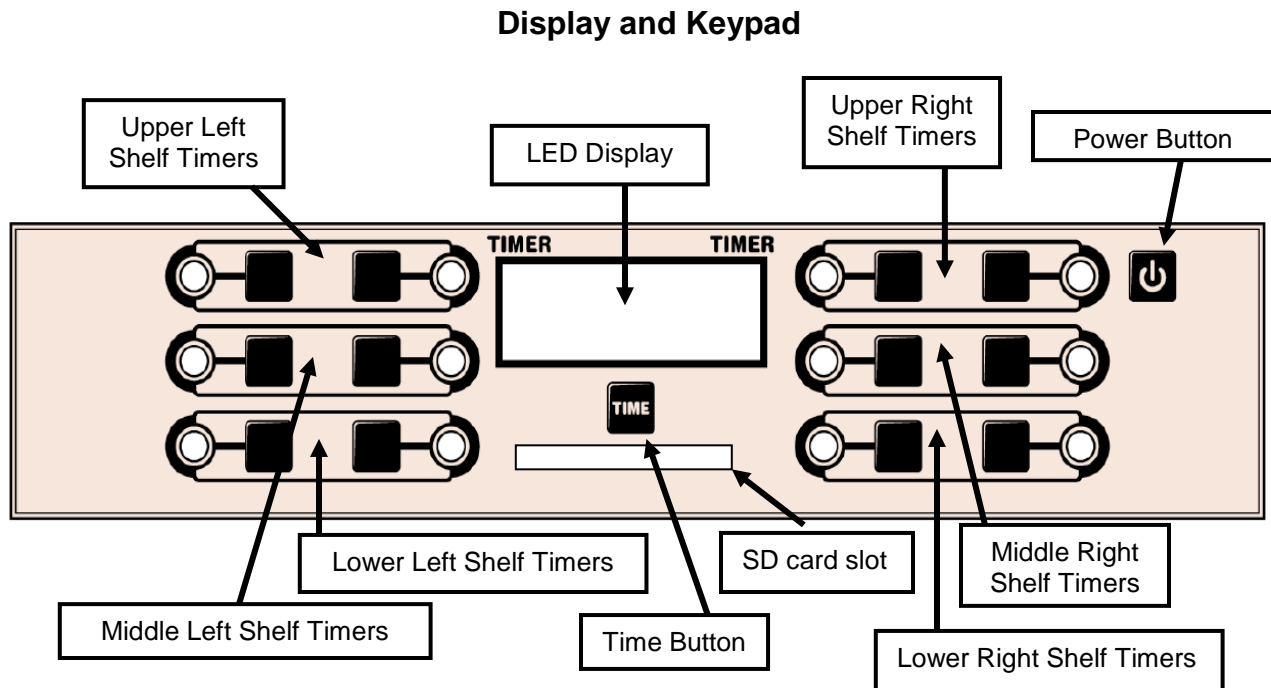 Display and Keypad
Upper Left
Shelf Timers
LED Display
Upper Right
Shelf Timers
Power Button
TIMER
TIMER
TIME
Lower Left Shelf Timers
SD card slot
Middle Right
Shelf Timers
Middle Left Shelf Timers
Time Button
Lower Right Shelf Timers